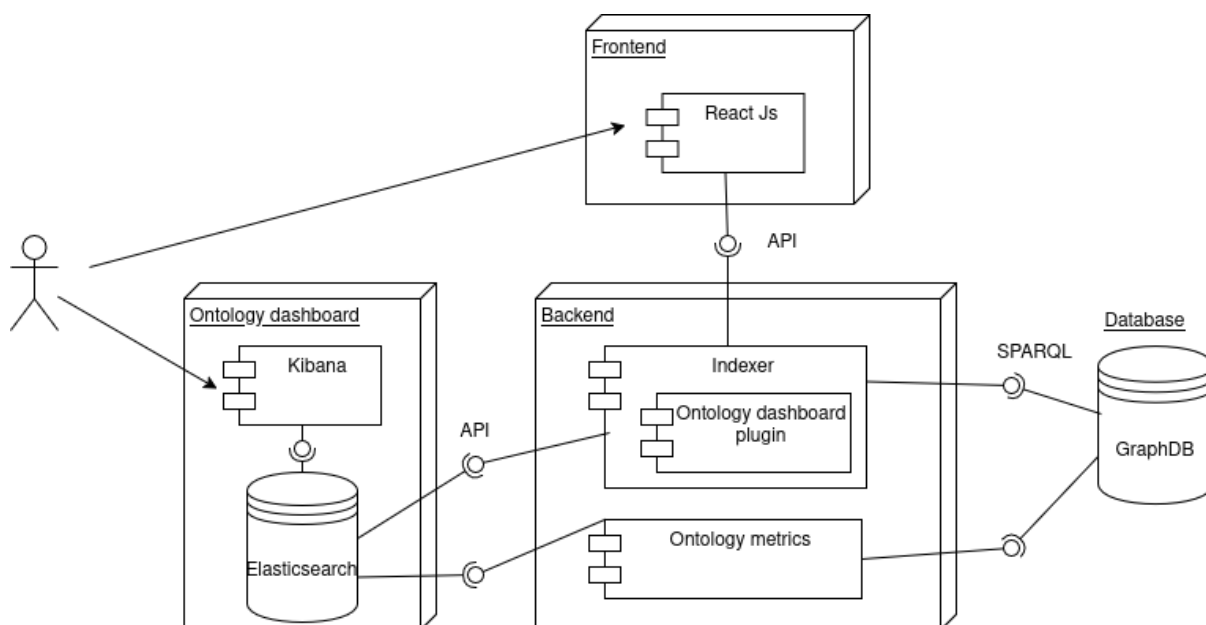 Frontend
React Js
API
Ontology dashboard
Kibana
API
Elasticsearch
Backend
Indexer
Ontology dashboard
plugin
Ontology metrics
SPARQL
Database
GraphDB